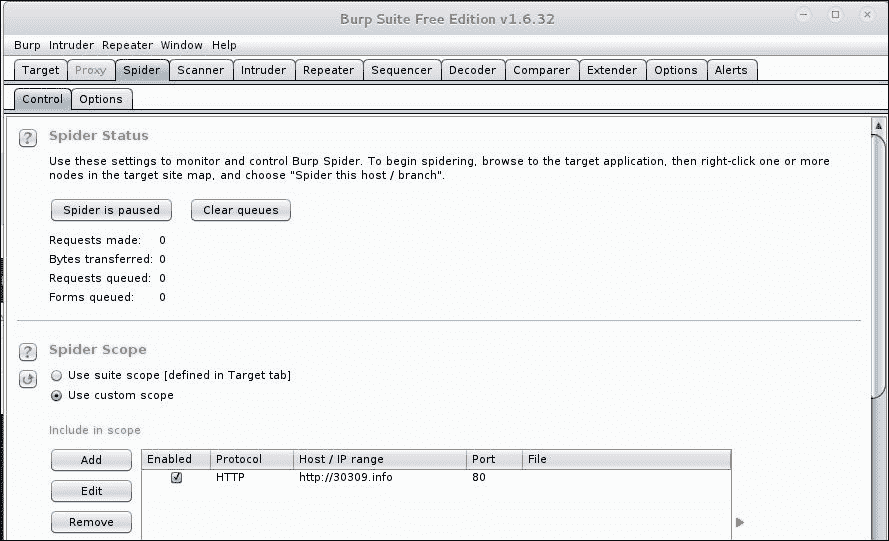 Burp Suite Free Edition v1.6.32
Burp Intruder Repeater Window Help
Target Proxy Spider Scanner Intruder Repeater Sequencer Decoder Comparer Extender Options Alerts
Control Options
? Spider Status
Use these settings to monitor and control Burp Spider. To begin spidering, browse to the target application, then right-click one or more
nodes in the target site map, and choose "Spider this host / branch".
Spider is paused Clear queues
Requests made: 0
Bytes transferred: 0
Requests queued: 0
Forms queued: 0
? Spider Scope
Use suite scope [defined in Target tab]
Use custom scope
Include in scope
Add Enabled Protocol Host / IP range Port File
HTTP http://30309.info 80
Edit
Remove